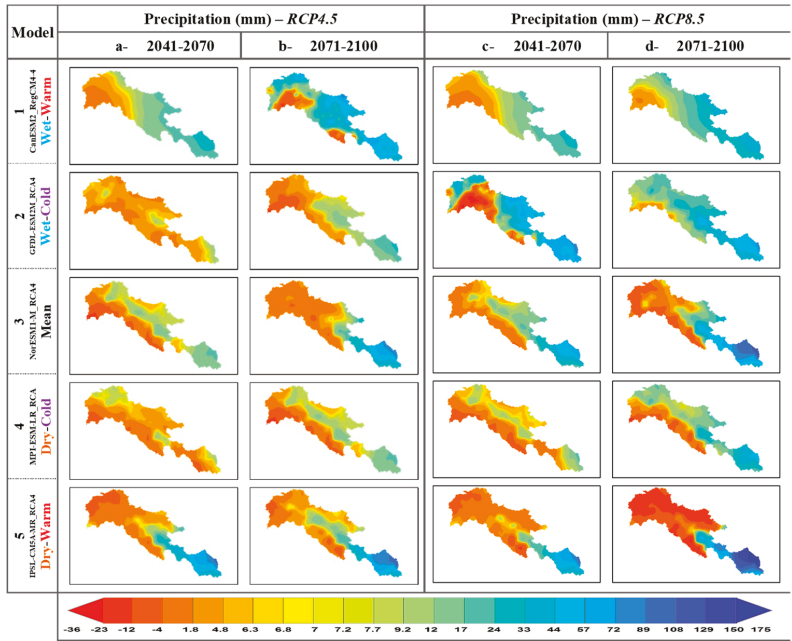 Model
Precipitation (mm) – RCP4.5
Precipitation (mm) – RCP8.5
a- 2041-2070
b- 2071-2100
c- 2041-2070
d- 2071-2100
1
CanESM2_RegCM4-4
Wet-Warm
2
GFDL-ESM2M_RCA4
Wet-Cold
3
NorESM1-M_RCA4
Mean
4
MPI-ESM-LR_RCA
Dry-Cold
5
IPSL-CM5A-MR_RCA4
Dry-Warm
-36 -23 -12 -4 1.8 4.8 6.3 6.8 7 7.2 7.7 9.2 12 17 24 33 44 57 72 89 108 129 150 175